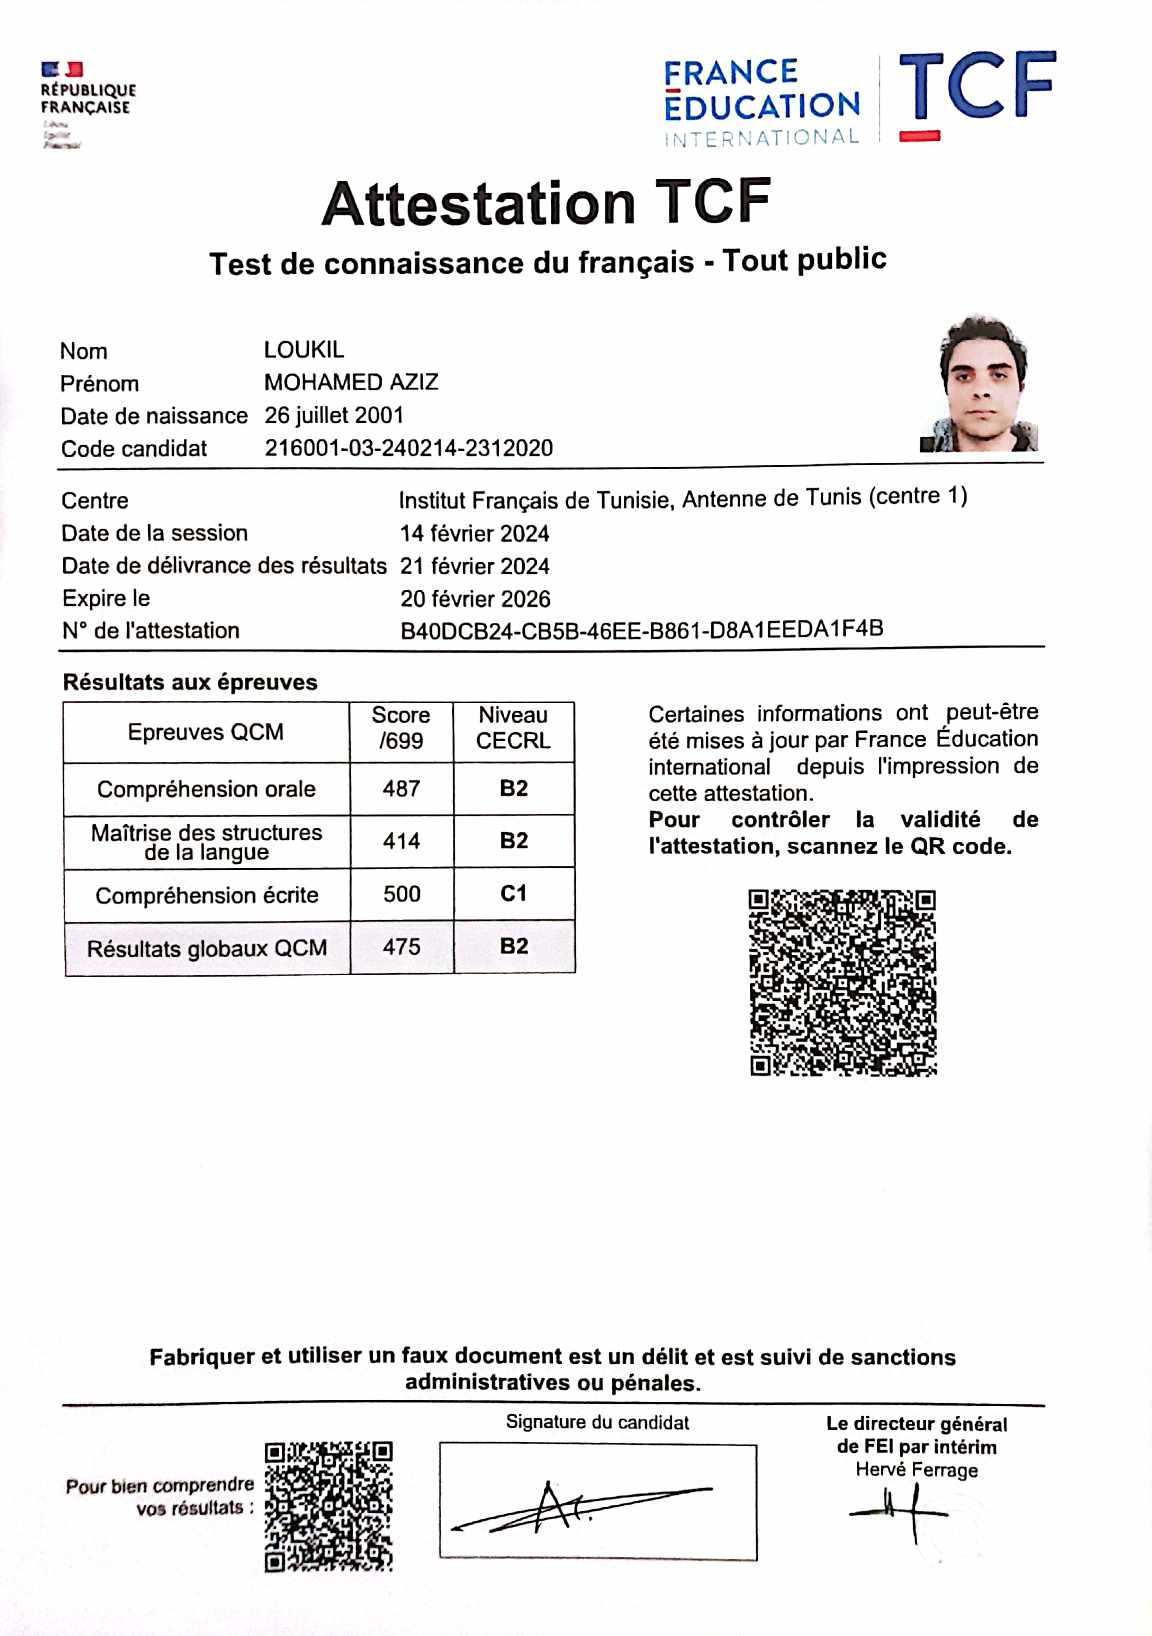 RÉPUBLIQUE
FRANÇAISE
Liberté
Égalité
Fraternité
FRANCE
ÉDUCATION
INTERNATIONAL
TCF
Attestation TCF
Test de connaissance du français - Tout public
Nom LOUKIL
Prénom MOHAMED AZIZ
Date de naissance 26 juillet 2001
Code candidat 216001-03-240214-2312020
Centre Institut Français de Tunisie, Antenne de Tunis (centre 1)
Date de la session 14 février 2024
Date de délivrance des résultats 21 février 2024
Expire le 20 février 2026
N° de l'attestation B40DCB24-CB5B-46EE-B861-D8A1EEDA1F4B
Résultats aux épreuves
Epreuves QCM Score /699 Niveau CECRL
Compréhension orale 487 B2
Maîtrise des structures
de la langue 414 B2
Compréhension écrite 500 C1
Résultats globaux QCM 475 B2
Certaines informations ont peut-être
été mises à jour par France Éducation
international depuis l'impression de
cette attestation.
Pour contrôler la validité de
l'attestation, scannez le QR code.
Fabriquer et utiliser un faux document est un délit et est suivi de sanctions
administratives ou pénales.
Pour bien comprendre
vos résultats :
Signature du candidat
Le directeur général
de FEI par intérim
Hervé Ferrage